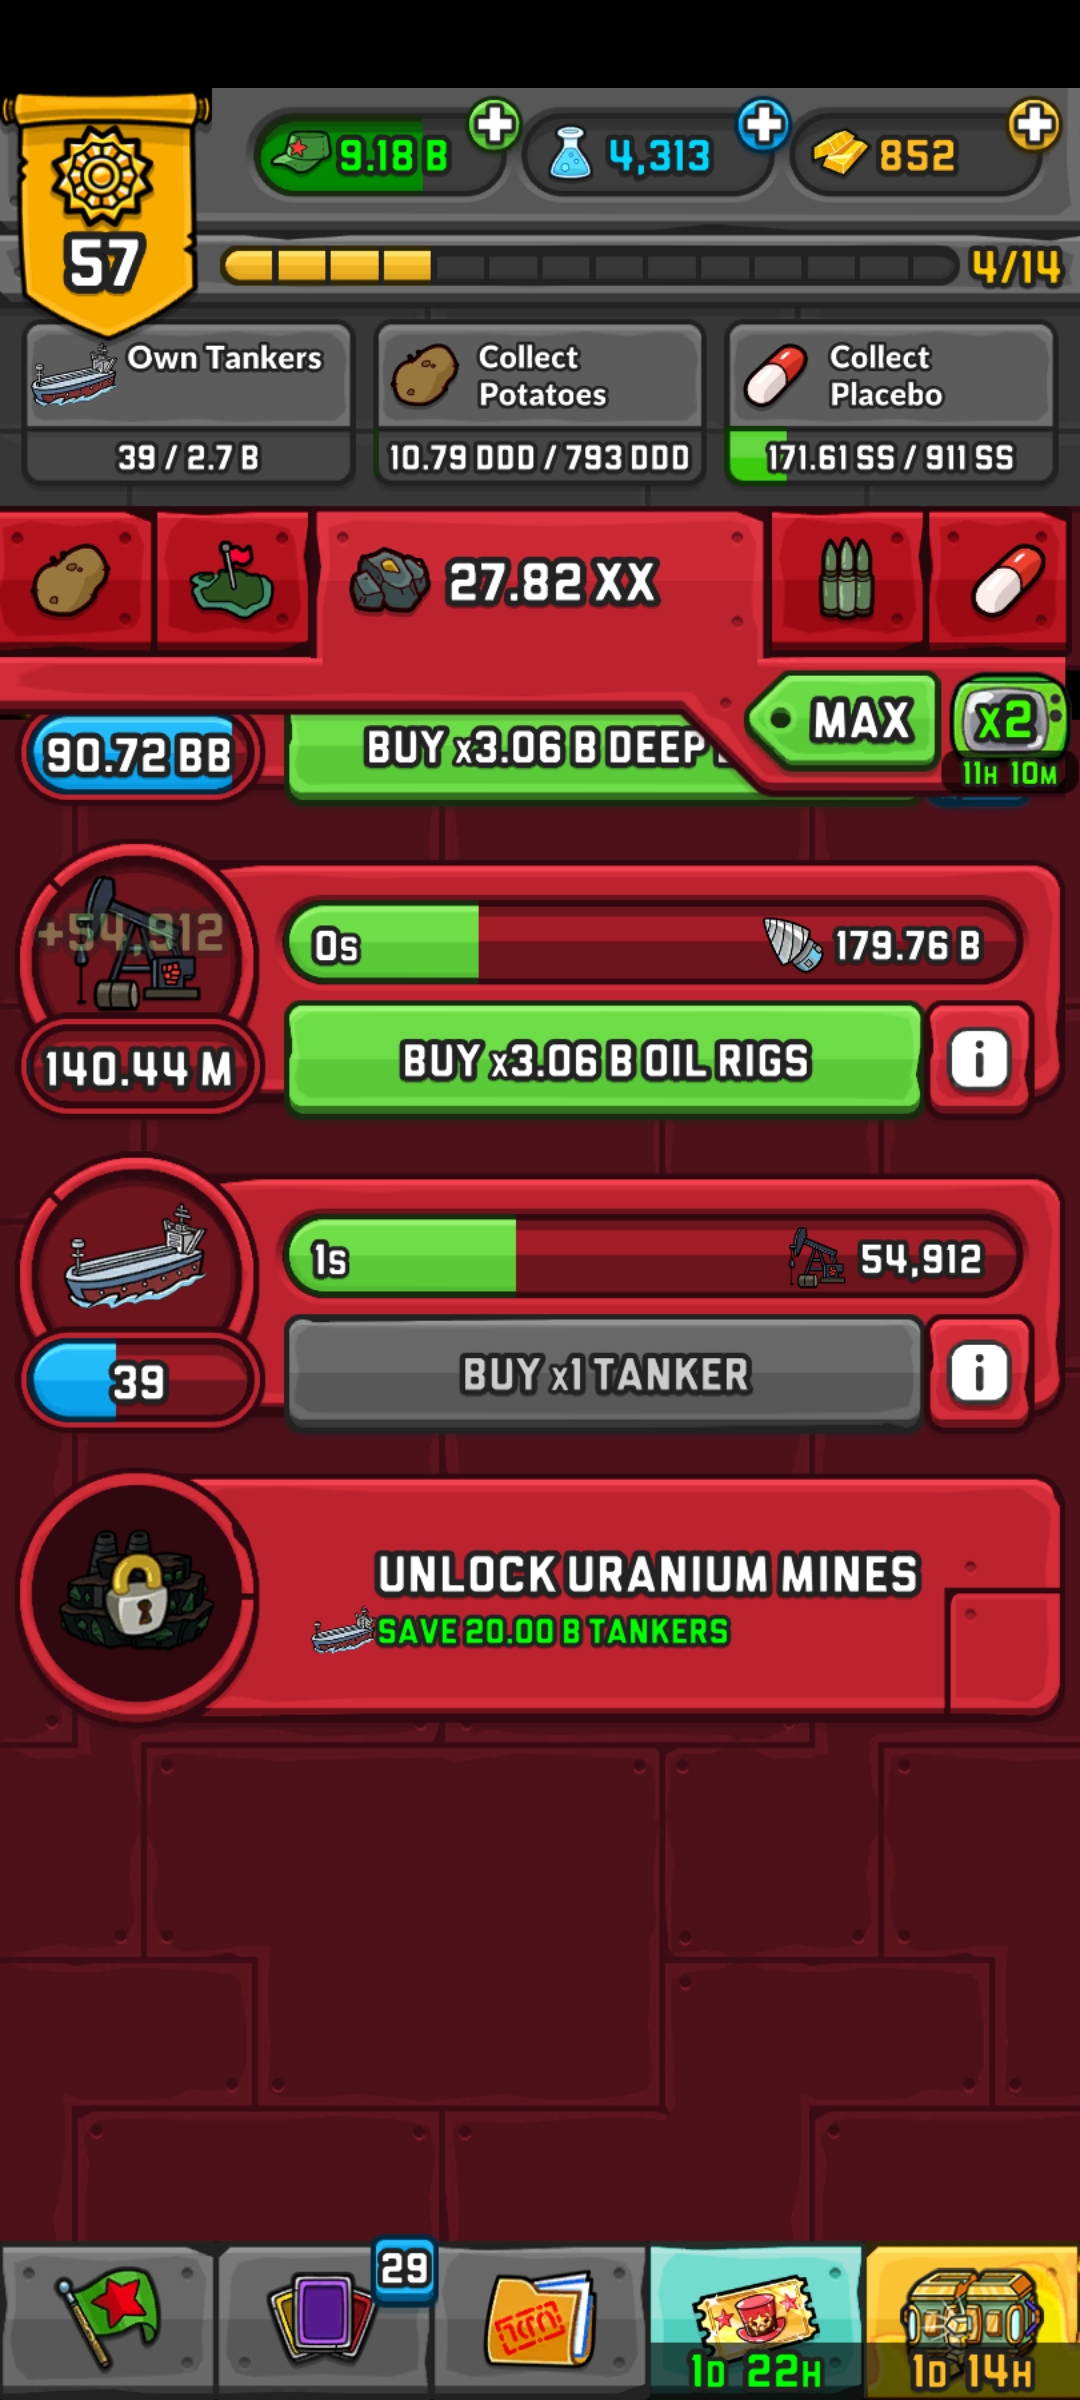 9.18 B
4,313
852
57
4/14
Own Tankers
39 / 2.7 B
Collect
Potatoes
10.79 DDD / 793 DDD
Collect
Placebo
171.61 SS / 911 SS
27.82 XX
MAX
x2
11H 10M
90.72 BB
BUY x3.06 B DEEP
+54,912
0s
179.76 B
140.44 M
BUY x3.06 B OIL RIGS
i
1s
54,912
39
BUY x1 TANKER
i
UNLOCK URANIUM MINES
SAVE 20.00 B TANKERS
29
1D 22H
1D 14H